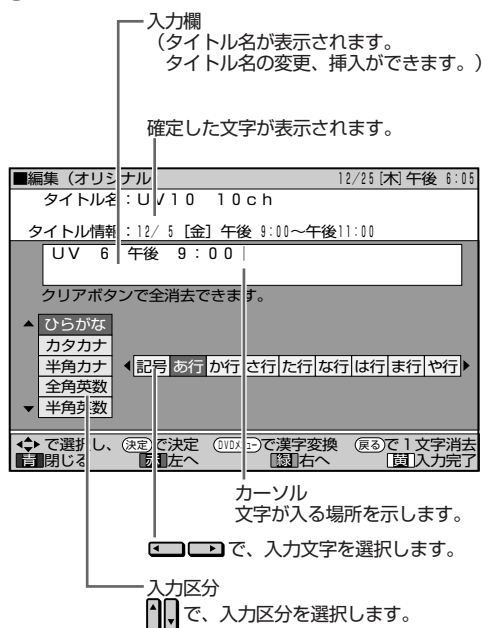 入力欄
（タイトル名が表示されます。
タイトル名の変更、挿入ができます。）
確定した文字が表示されます。
■編集（オリジナル 12/25[木]午後 6:05
タイトル名：ＵＶ１０　１０ｃｈ
タイトル情報：12/ 5 [金] 午後 9:00〜午後11:00
ＵＶ　６　午後　９：００
クリアボタンで全消去できます。
▲ ひらがな
カタカナ
半角カナ ◀ 記号 あ行 か行 さ行 た行 な行 は行 ま行 や行 ▶
全角英数
▼ 半角英数
で選択し、 決定 で決定 DVDメニュー で漢字変換 戻る で１文字消去
青 閉じる 赤 左へ 緑 右へ 黄 入力完了
カーソル
文字が入る場所を示します。
で、入力文字を選択します。
入力区分
で、入力区分を選択します。